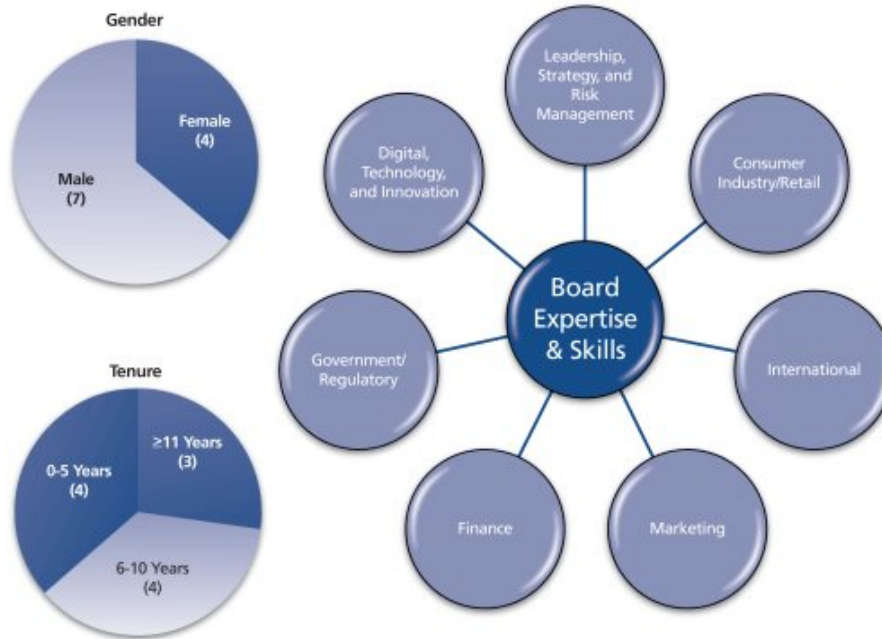 Gender
Female
(4)
Male
(7)
Tenure
≥11 Years
(3)
0-5 Years
(4)
6-10 Years
(4)
Leadership,
Strategy, and
Risk
Management
Digital,
Technology,
and Innovation
Consumer
Industry/Retail
Board
Expertise
& Skills
Government/
Regulatory
International
Finance
Marketing